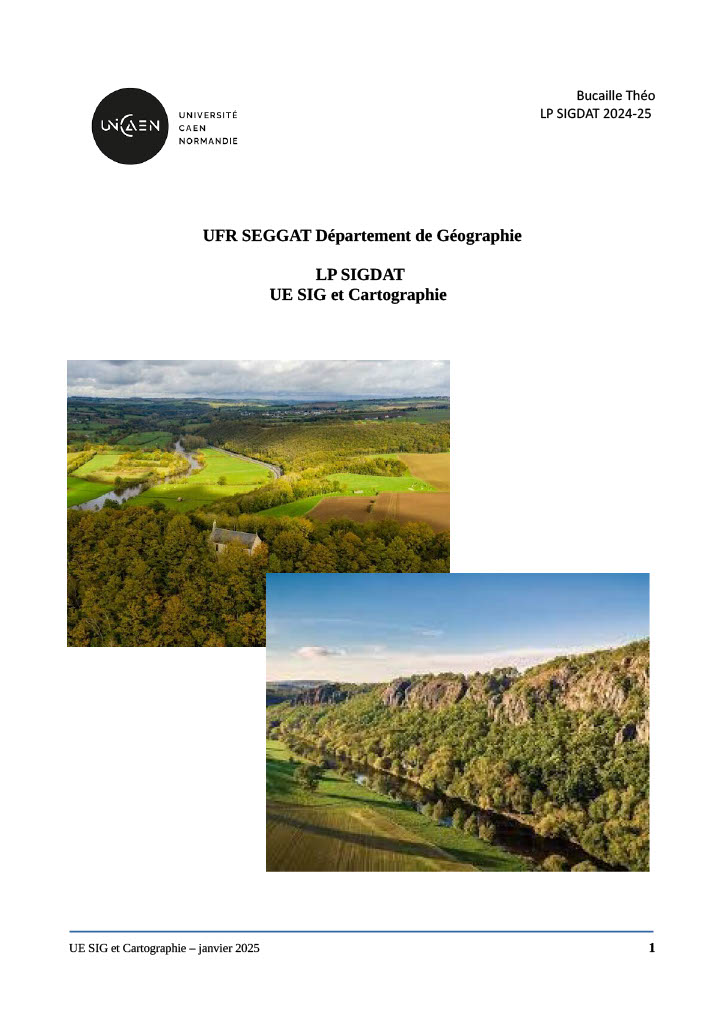 UNICAEN
UNIVERSITÉ
CAEN
NORMANDIE
Bucaille Théo
LP SIGDAT 2024-25
UFR SEGGAT Département de Géographie
LP SIGDAT
UE SIG et Cartographie
UE SIG et Cartographie – janvier 2025
1